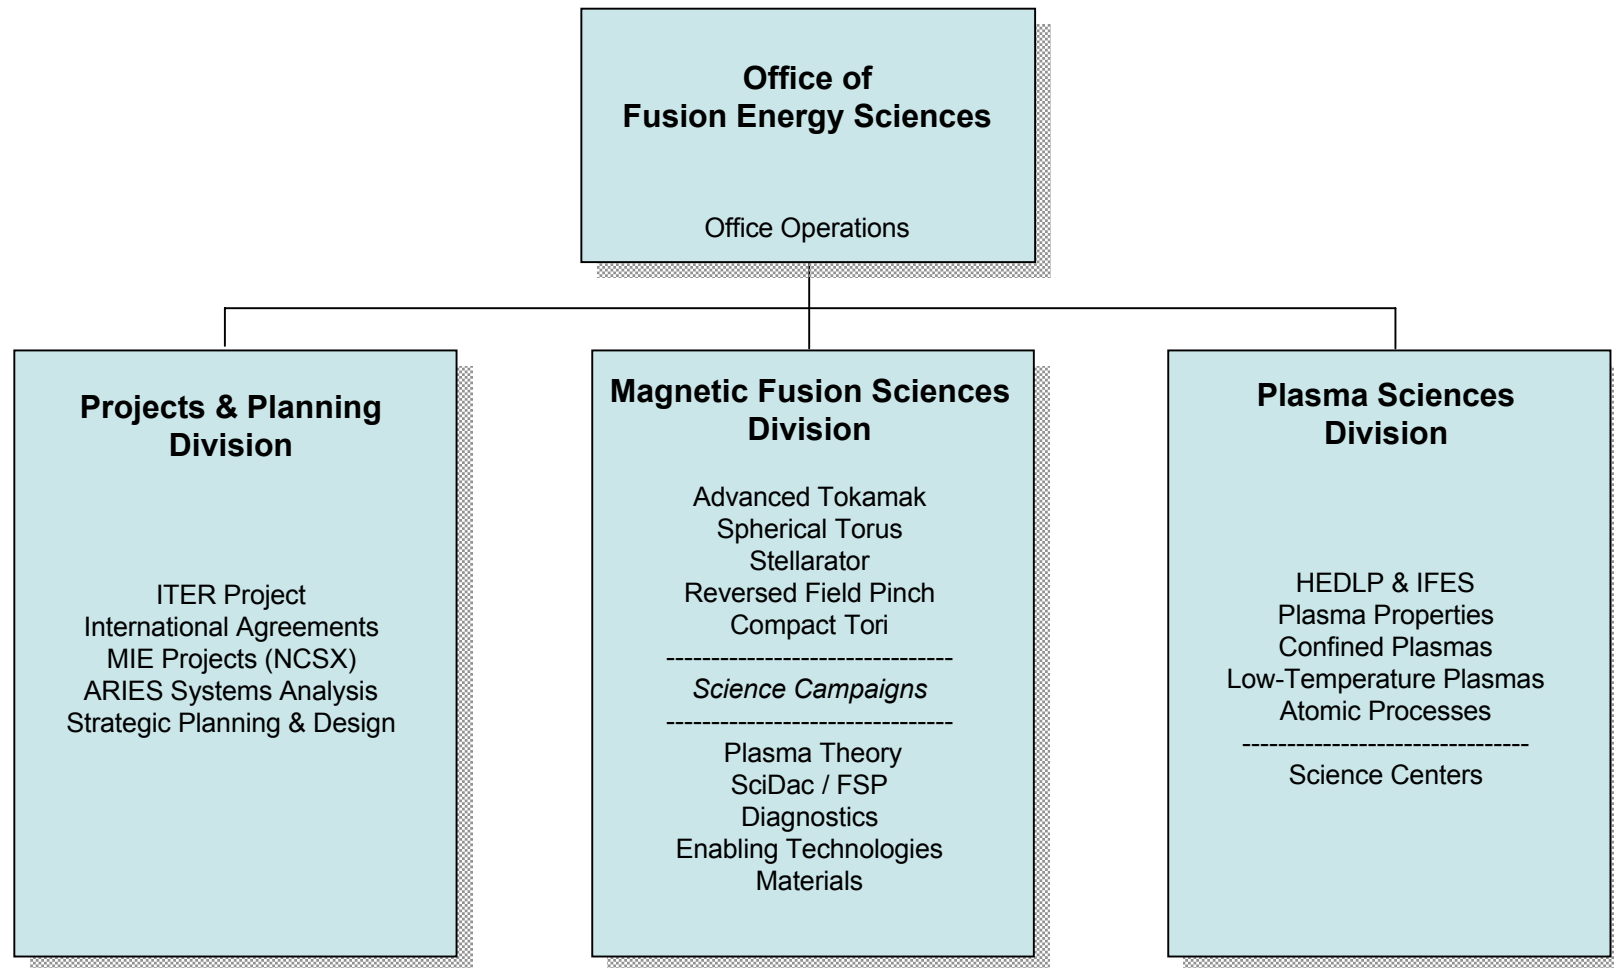 Office of
Fusion Energy Sciences
Office Operations
Projects & Planning
Division
ITER Project
International Agreements
MIE Projects (NCSX)
ARIES Systems Analysis
Strategic Planning & Design
Magnetic Fusion Sciences
Division
Advanced Tokamak
Spherical Torus
Stellarator
Reversed Field Pinch
Compact Tori
--------------------------------
Science Campaigns
--------------------------------
Plasma Theory
SciDac / FSP
Diagnostics
Enabling Technologies
Materials
Plasma Sciences
Division
HEDLP & IFES
Plasma Properties
Confined Plasmas
Low-Temperature Plasmas
Atomic Processes
--------------------------------
Science Centers